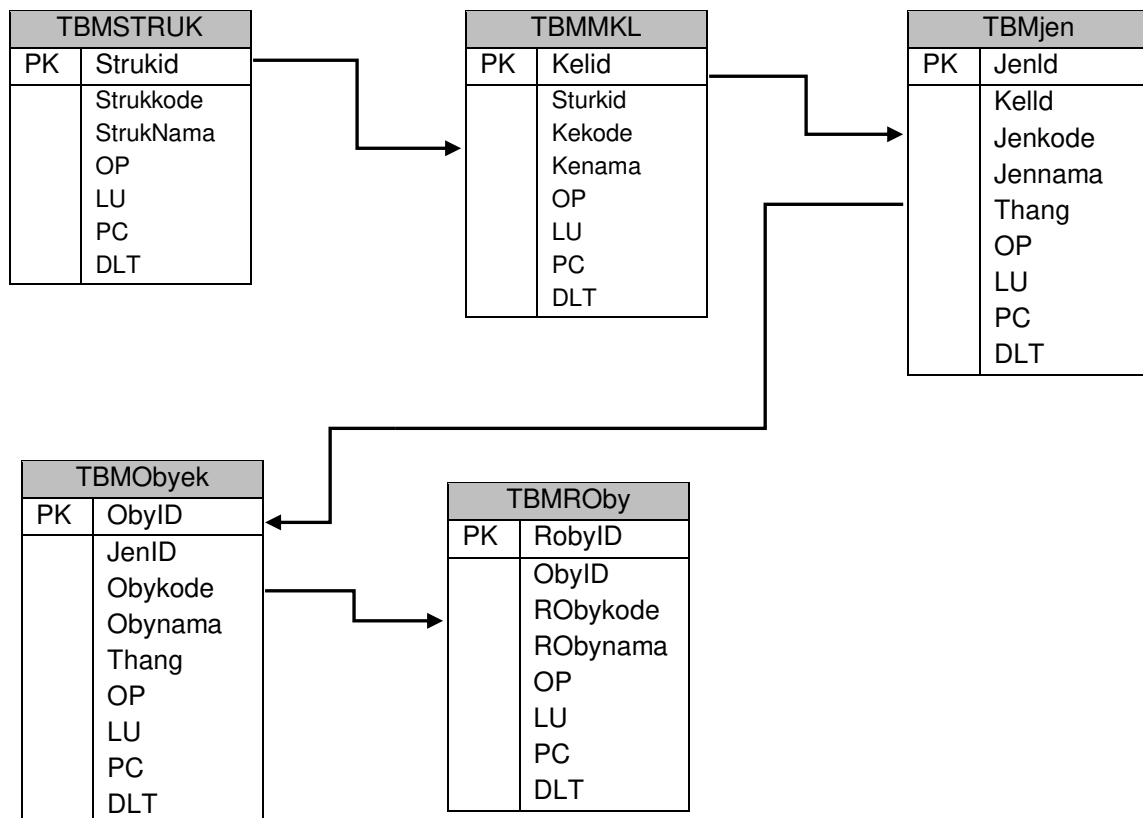 TBMSTRUK
PK Strukid
Strukkode
StrukNama
OP
LU
PC
DLT
TBMMKL
PK Kelid
Sturkid
Kekode
Kenama
OP
LU
PC
DLT
TBMjen
PK JenId
KelId
Jenkode
Jennama
Thang
OP
LU
PC
DLT
TBMObyek
PK ObyID
JenID
Obykode
Obynama
Thang
OP
LU
PC
DLT
TBMROby
PK RobyID
ObyID
RObykode
RObynama
OP
LU
PC
DLT